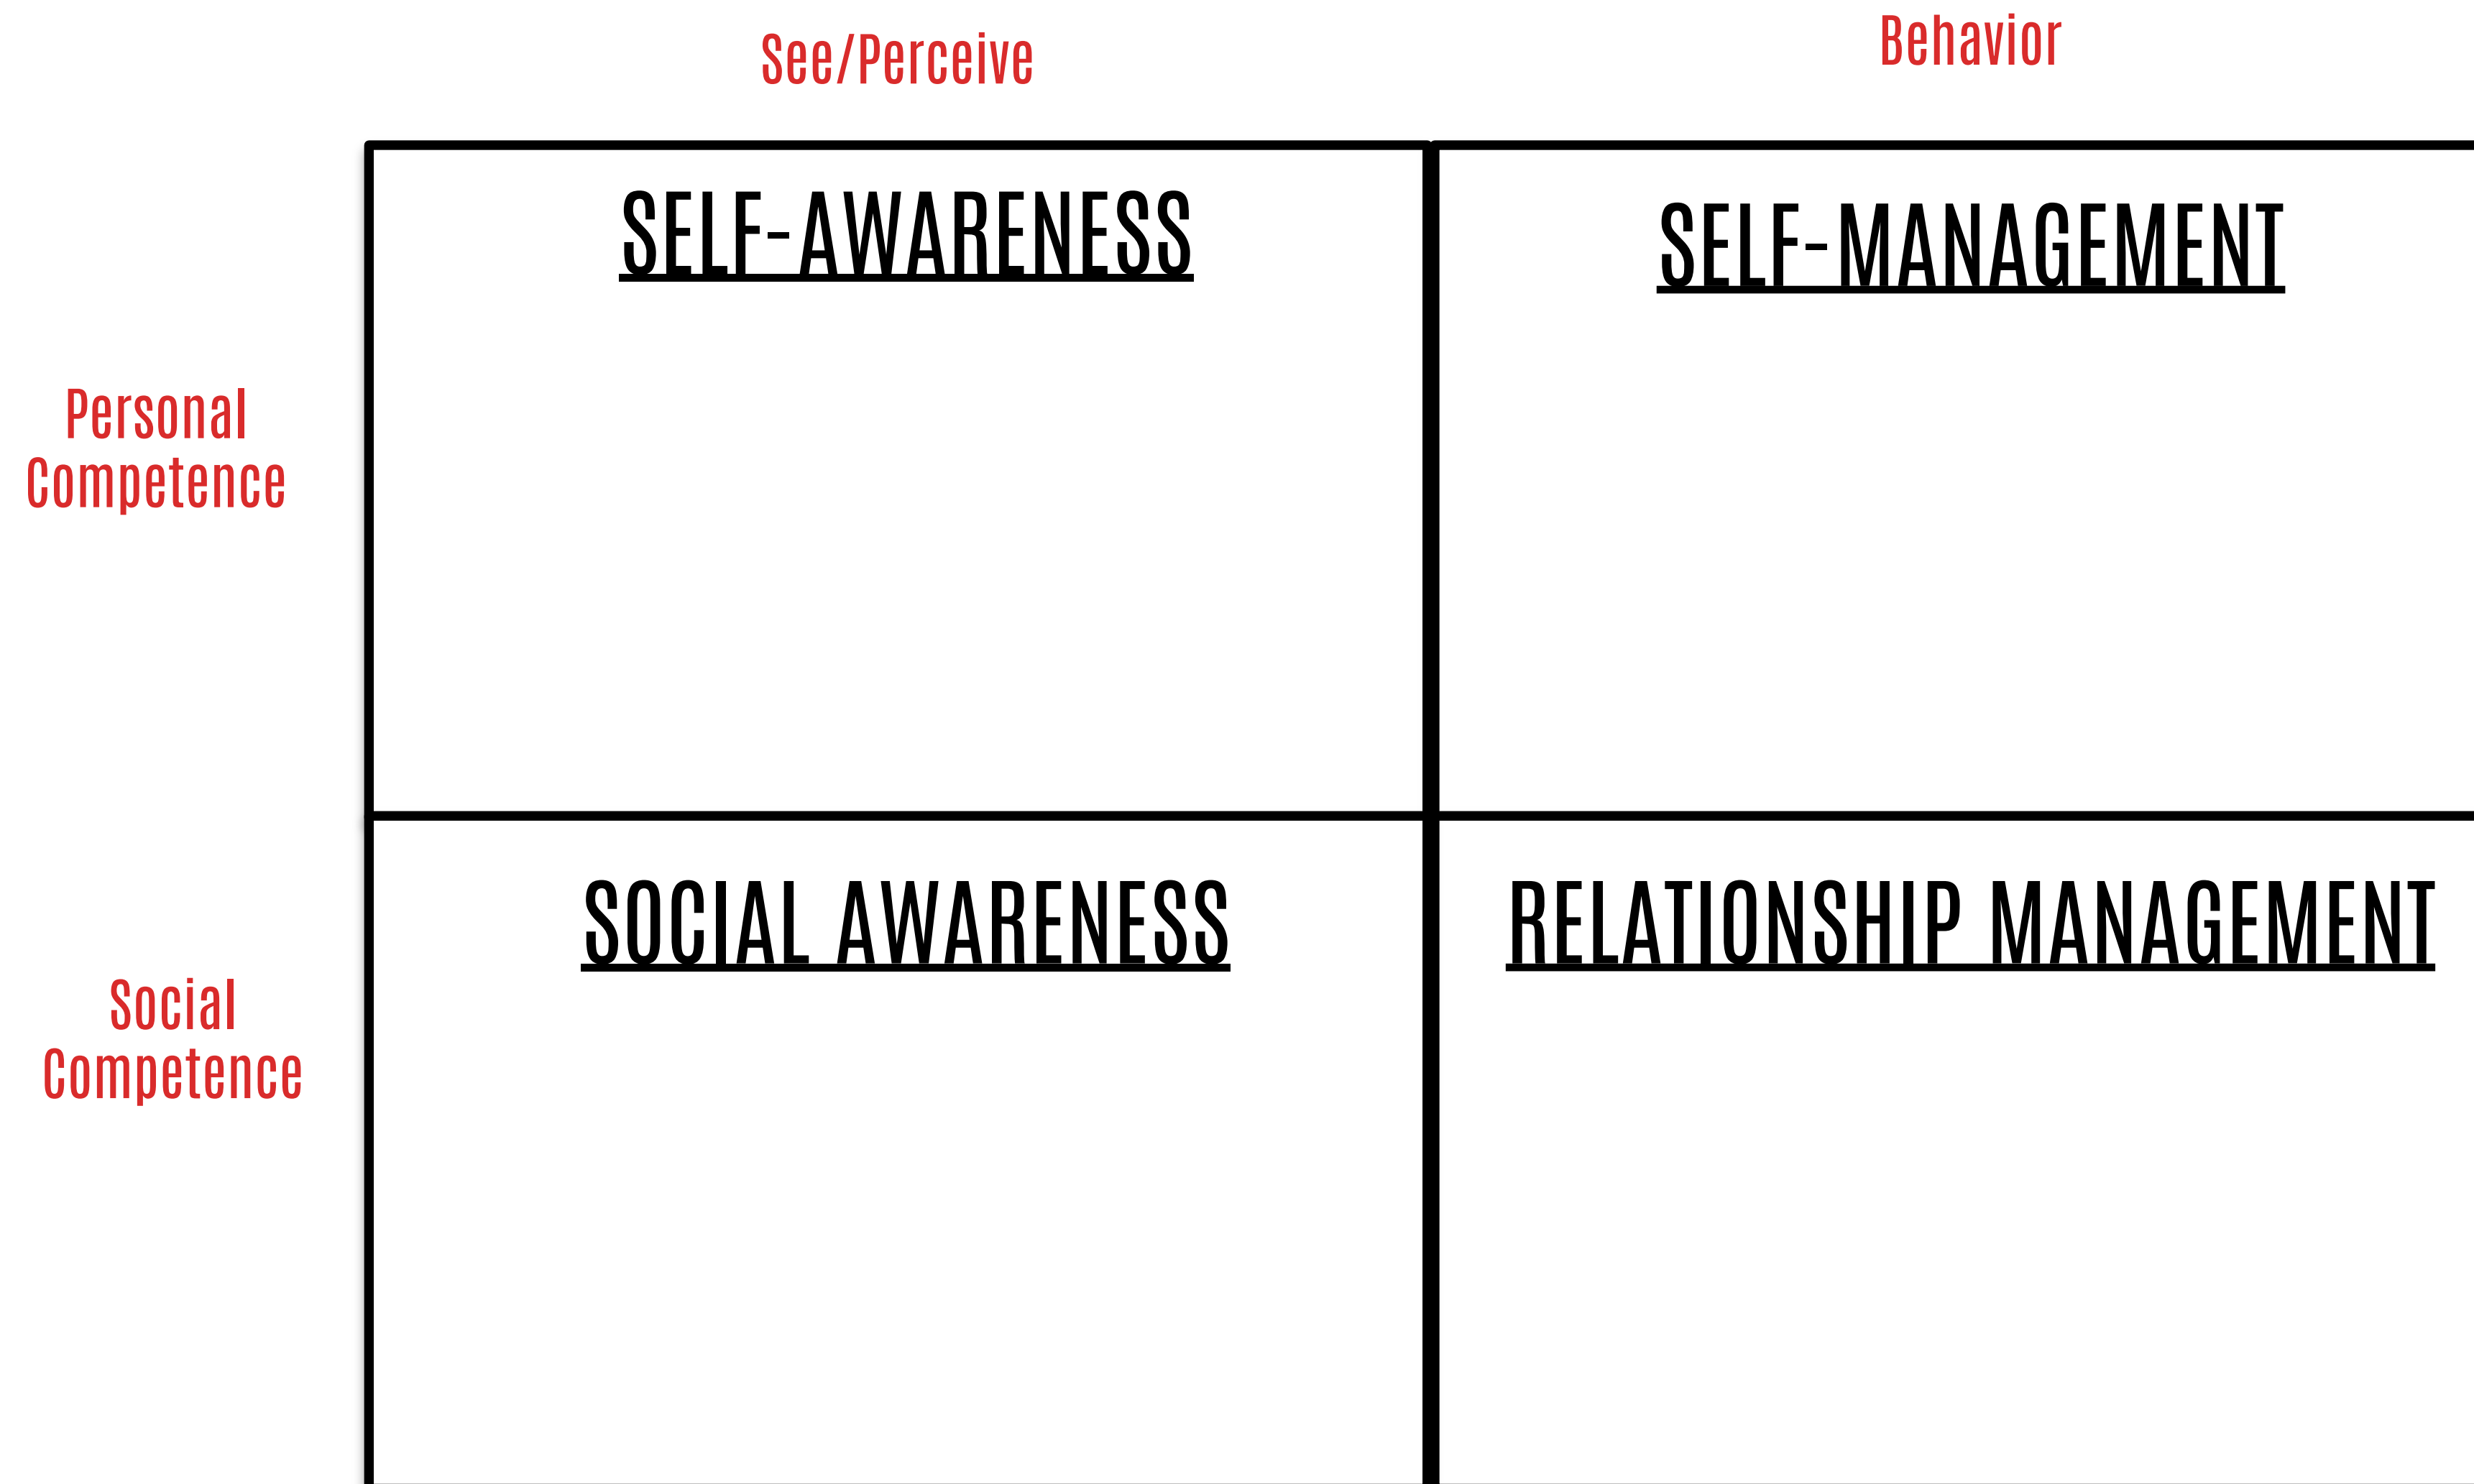 See/Perceive
Behavior
SELF-AWARENESS
SELF-MANAGEMENT
Personal
Competence
SOCIAL AWARENESS
RELATIONSHIP MANAGEMENT
Social
Competence